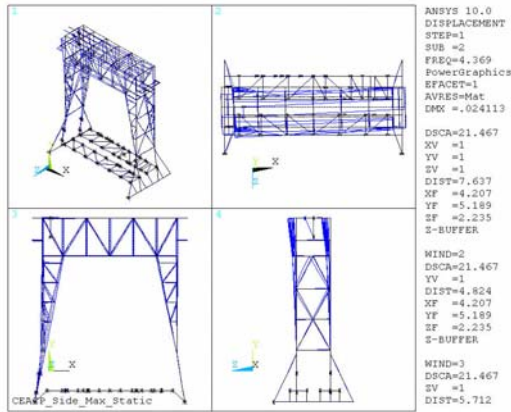 1
2
ANSYS 10.0
DISPLACEMENT
STEP=1
SUB =2
FREQ=4.369
PowerGraphics
EFACET=1
AVRES=Mat
DMX =.024113
DSCA=21.467
XV =1
YV =1
ZV =1
DIST=7.637
XF =4.207
YF =5.189
ZF =2.235
Z-BUFFER
WIND=2
DSCA=21.467
YV =1
DIST=4.824
XF =4.207
YF =5.189
ZF =2.235
Z-BUFFER
WIND=3
DSCA=21.467
ZV =1
DIST=5.712
X
X
3
4
X
Side_Max_Static